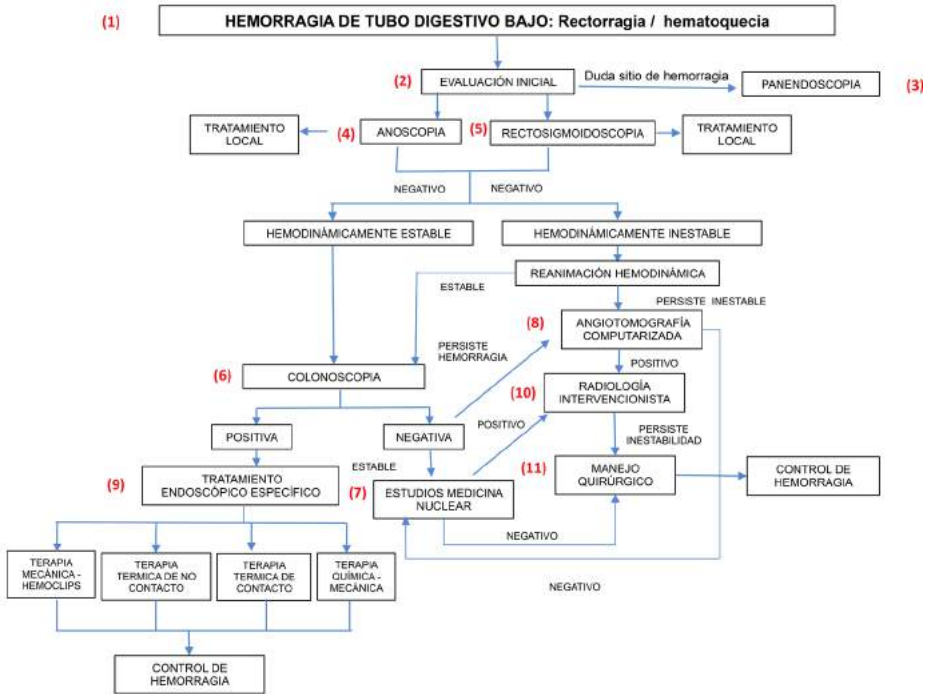 (1)
HEMORRAGIA DE TUBO DIGESTIVO BAJO: Rectorragia / hematoquecia
(2)
EVALUACIÓN INICIAL
Duda sitio de hemorragia
PANENDOSCOPIA
(3)
TRATAMIENTO
LOCAL
(4)
ANOSCOPIA
(5)
RECTOSIGMOIDOSCOPIA
TRATAMIENTO
LOCAL
NEGATIVO
NEGATIVO
HEMODINÁMICAMENTE ESTABLE
HEMODINÁMICAMENTE INESTABLE
REANIMACIÓN HEMODINÁMICA
ESTABLE
PERSISTE INESTABLE
(8)
ANGIOTOMOGRAFÍA
COMPUTARIZADA
PERSISTE
HEMORRAGIA
POSITIVO
(6)
COLONOSCOPIA
(10)
RADIOLOGÍA
INTERVENCIONISTA
POSITIVA
NEGATIVA
POSITIVO
PERSISTE
INESTABILIDAD
ESTABLE
(9)
TRATAMIENTO
ENDOSCÓPICO ESPECÍFICO
(7)
ESTUDIOS MEDICINA
NUCLEAR
(11)
MANEJO
QUIRÚRGICO
CONTROL DE
HEMORRAGIA
NEGATIVO
NEGATIVO
TERAPIA
MECÁNICA -
HEMOCLIPS
TERAPIA
TERMICA DE NO
CONTACTO
TERAPIA
TERMICA DE
CONTACTO
TERAPIA
QUÍMICA -
MECÁNICA
CONTROL DE
HEMORRAGIA